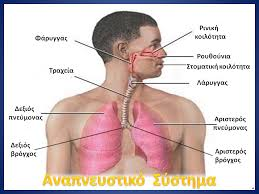 Ρινική
κοιλότητα
Φάρυγγας
Ρουθούνια
Στοματική κοιλότητα
Τραχεία
Λάρυγγας
Δεξιός
πνεύμονας
Αριστερός
πνεύμονας
Δεξιός
βρόγχος
Αριστερός
βρόγχος
Αναπνευστικό Σύστημα